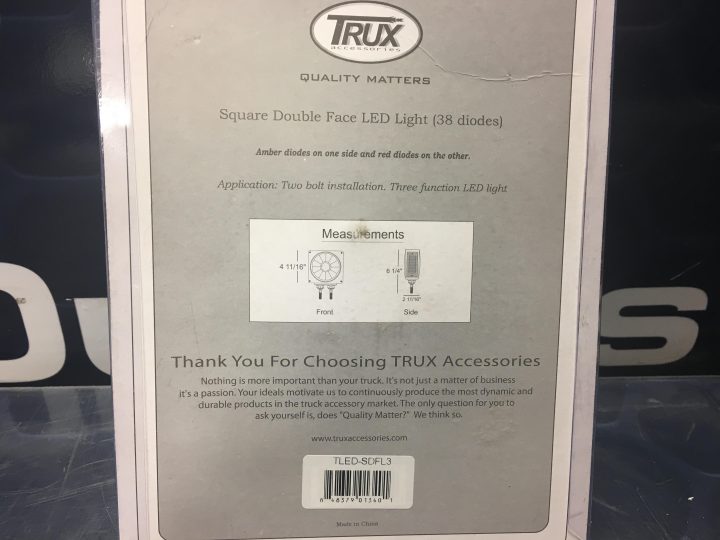 TRUX
accessories
QUALITY MATTERS
Square Double Face LED Light (38 diodes)
Amber diodes on one side and red diodes on the other.
Application: Two bolt installation. Three function LED light
Measurements
4 11/16"
6 1/4"
2 11/16"
Front
Side
Thank You For Choosing TRUX Accessories
Nothing is more important than your truck. It's not just a matter of business
it's a passion. Your ideals motivate us to continuously produce the most dynamic and
durable products in the truck accessory market. The only question for you to
ask yourself is, does "Quality Matter?" We think so.
www.truxaccessories.com
TLED-SDFL3
6 48379 01340 1
Made in China